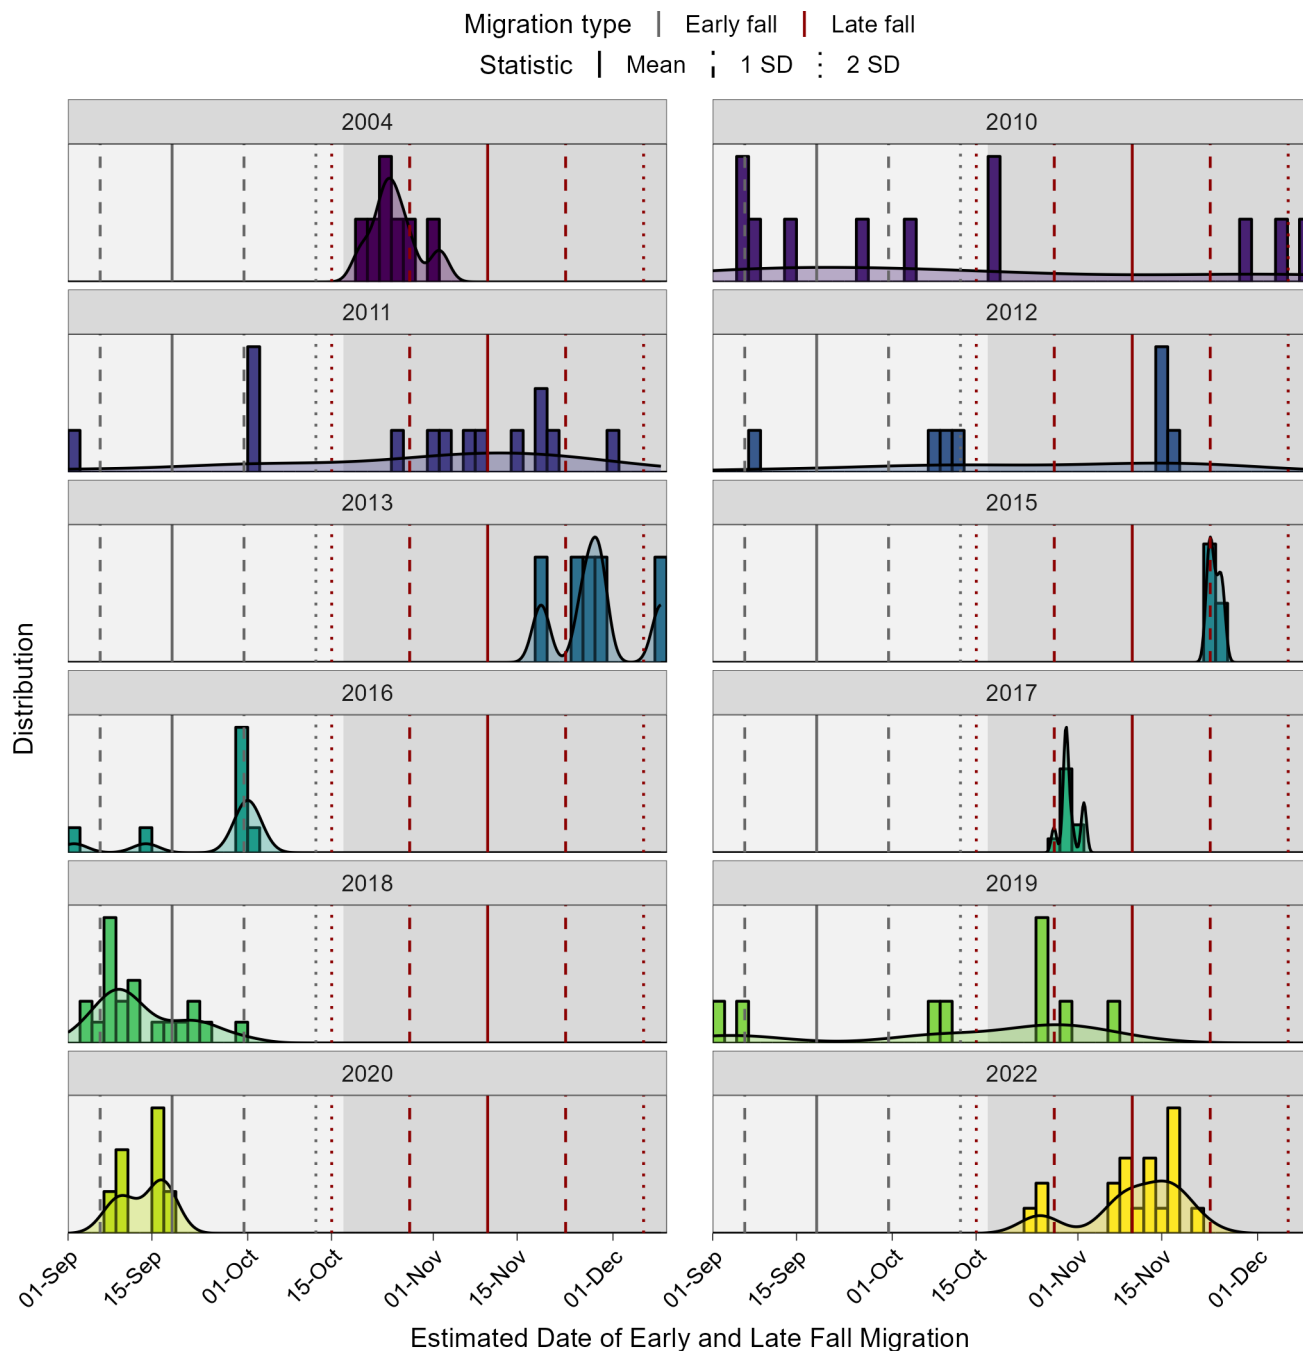 Migration type Early fall Late fall
Statistic Mean 1 SD 2 SD
2004 2010
2011 2012
2013 2015
2016 2017
2018 2019
2020 2022
Distribution
01-Sep 15-Sep 01-Oct 15-Oct 01-Nov 15-Nov 01-Dec 01-Sep 15-Sep 01-Oct 15-Oct 01-Nov 15-Nov 01-Dec
Estimated Date of Early and Late Fall Migration